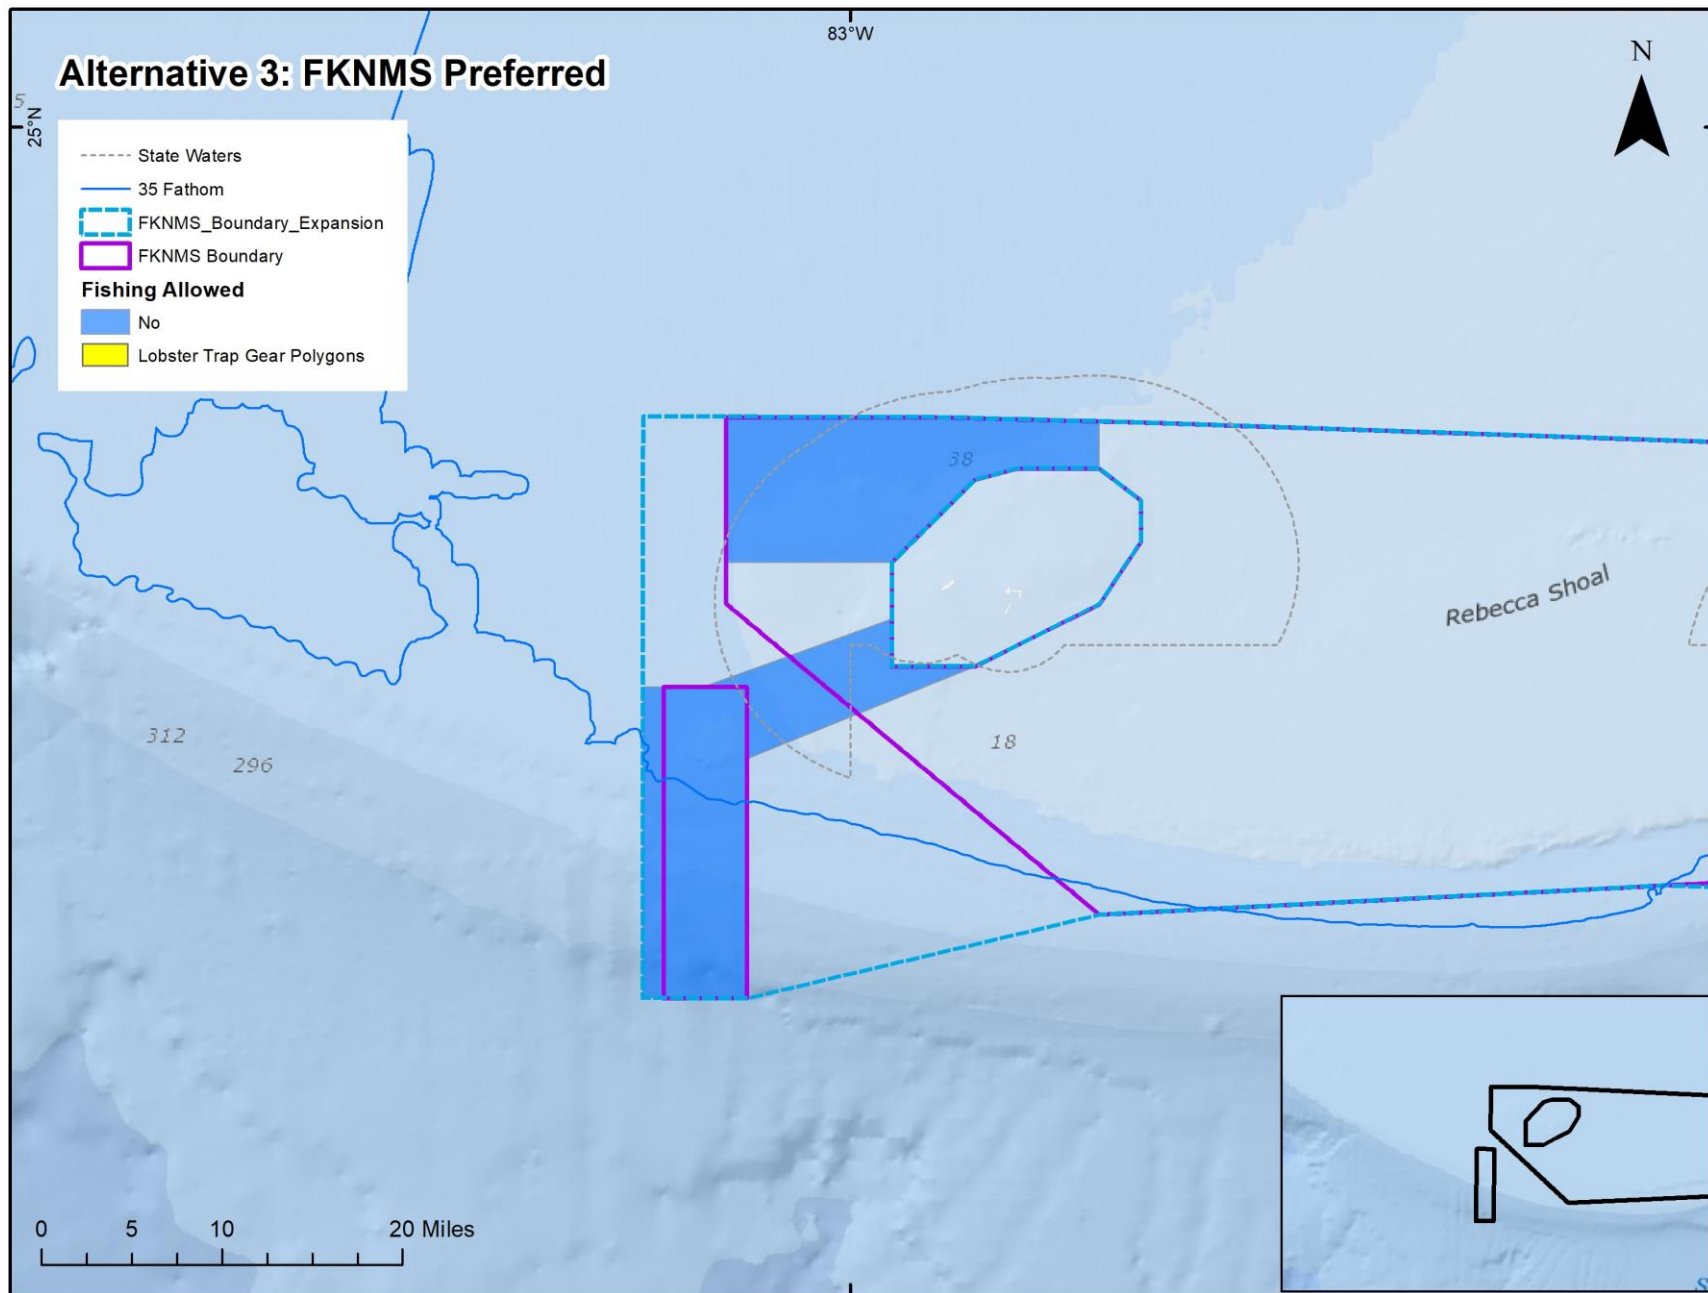 83°W
N
Alternative 3: FKNMS Preferred
5
25°N
State Waters
35 Fathom
FKNMS_Boundary_Expansion
FKNMS Boundary
Fishing Allowed
No
Lobster Trap Gear Polygons
38
Rebecca Shoal
312
296
18
0 5 10 20 Miles
S